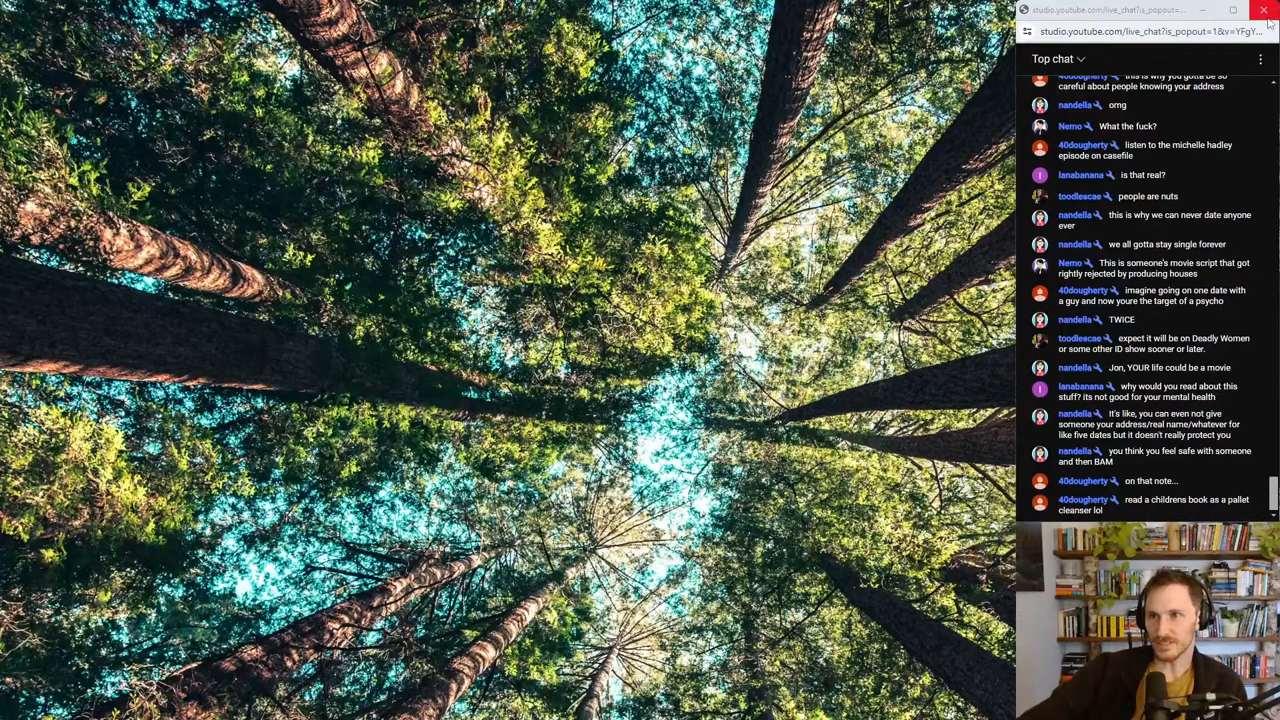 studio.youtube.com/live_chat?is_popout=...
studio.youtube.com/live_chat?is_popout=1&v=YFgY...
Top chat
40dougherty this is why you gotta be so
careful about people knowing your address
nandella omg
Nemo What the fuck?
40dougherty listen to the michelle hadley
episode on casefile
lanabanana is that real?
toodlescae people are nuts
nandella this is why we can never date anyone
ever
nandella we all gotta stay single forever
Nemo This is someone's movie script that got
rightly rejected by producing houses
40dougherty imagine going on one date with
a guy and now youre the target of a psycho
nandella TWICE
toodlescae expect it will be on Deadly Women
or some other ID show sooner or later.
nandella Jon, YOUR life could be a movie
lanabanana why would you read about this
stuff? its not good for your mental health
nandella It's like, you can even not give
someone your address/real name/whatever for
like five dates but it doesn't really protect you
nandella you think you feel safe with someone
and then BAM
40dougherty on that note...
40dougherty read a childrens book as a pallet
cleanser lol